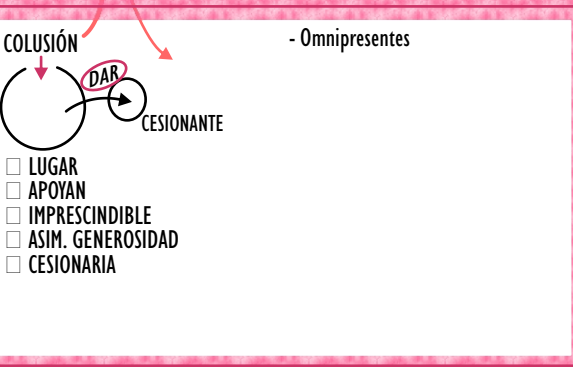 COLUSIÓN
DAR
CESIONANTE
□ LUGAR
□ APOYAN
□ IMPRESCINDIBLE
□ ASIM. GENEROSIDAD
□ CESIONARIA
- Omnipresentes